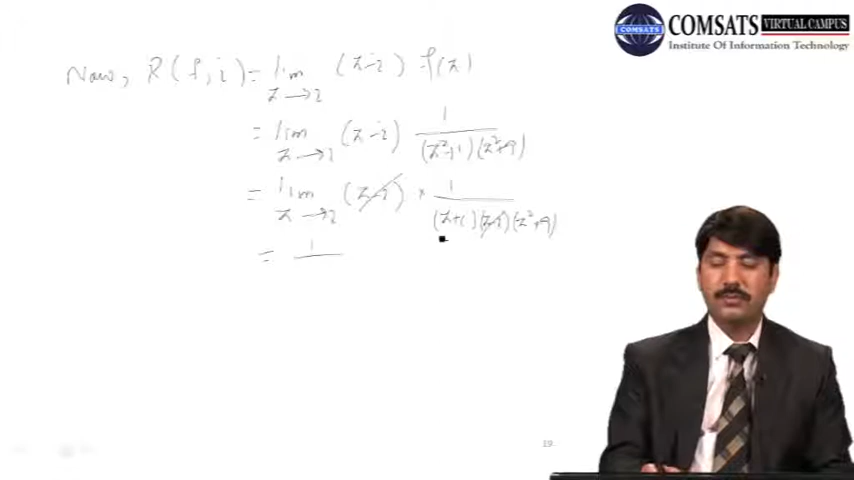 COMSATS VIRTUAL CAMPUS
Institute Of Information Technology
Now, R(f,i) = lim (z-i) f(z)
z→i
= lim (z-i) 1
z→i (z²+1)(z²+9)
= lim (z-i) × 1
z→i (z+i)(z-i)(z²+9)
= 1
19